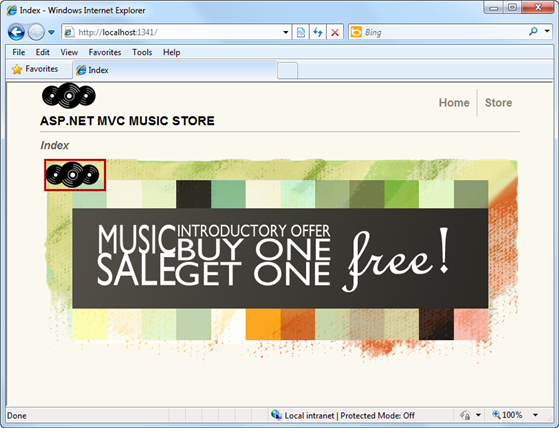 Index - Windows Internet Explorer
http://localhost:1341/
Bing
File Edit View Favorites Tools Help
Favorites Index
Home Store
ASP.NET MVC MUSIC STORE
Index
MUSIC SALE
INTRODUCTORY OFFER
BUY ONE
GET ONE
free!
Done Local intranet | Protected Mode: Off 100%